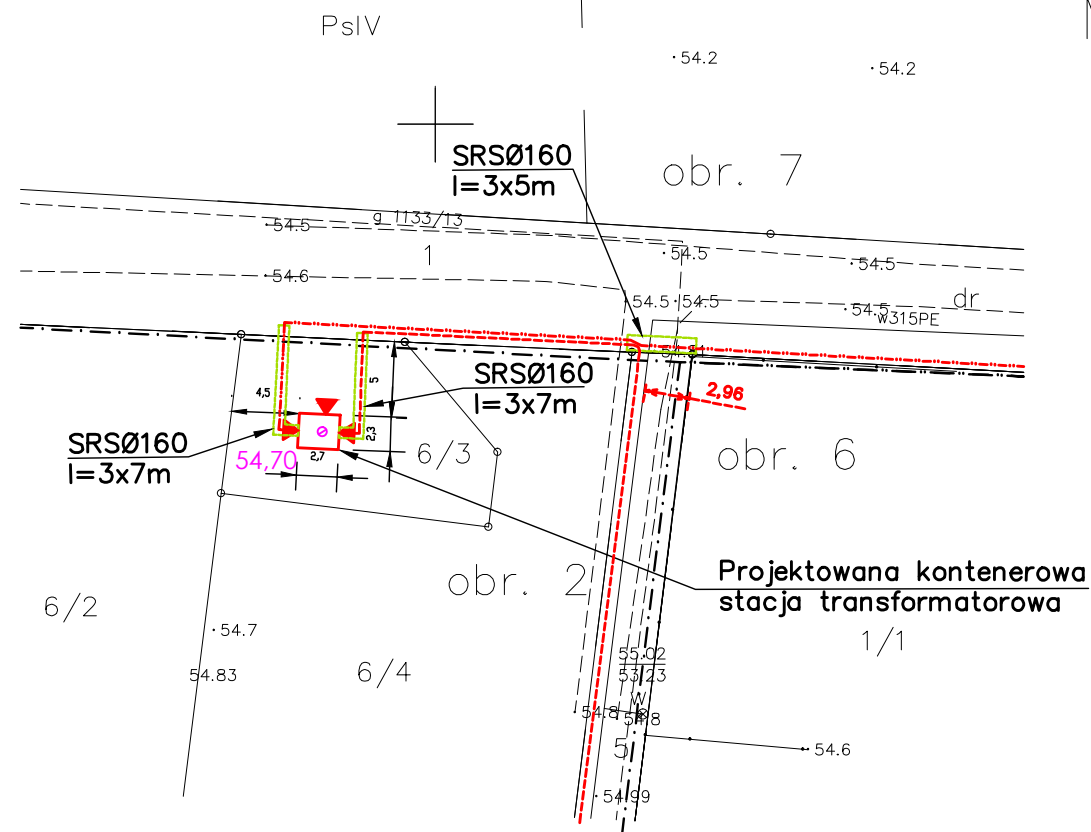 PsIV
54.2
54.2
SRSØ160
l=3x5m
obr. 7
g 1133/13
54.5
1
54.5
54.5
54.6
54.5
54.5
54.5
dr
W315PE
5
SRSØ160
l=3x7m
2,96
4,5
2,3
SRSØ160
l=3x7m
54,70
2,7
6/3
obr. 6
obr. 2
Projektowana kontenerowa
stacja transformatorowa
6/2
54.7
1/1
55.02
53.23
54.83
6/4
W
54.8
54.8
5
54.6
54.99